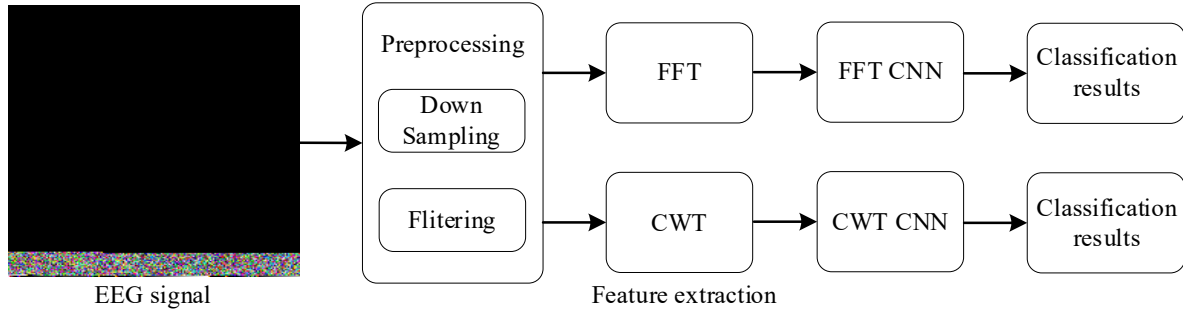 Preprocessing
Down
Sampling
Flitering
FFT
FFT CNN
Classification
results
CWT
CWT CNN
Classification
results
EEG signal
Feature extraction